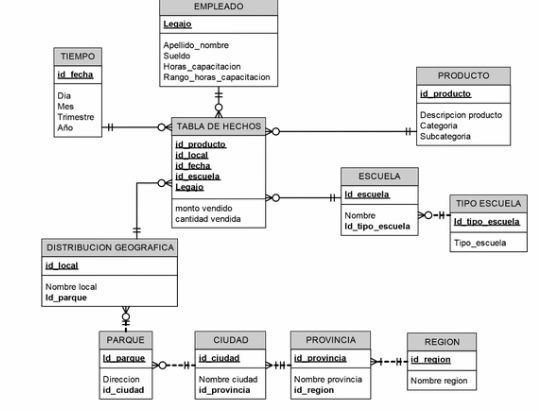 EMPLEADO
Legajo
Apellido_nombre
Sueldo
Horas_capacitacion
Rango_horas_capacitacion
TIEMPO
id_fecha
Dia
Mes
Trimestre
Año
PRODUCTO
id_producto
Descripcion producto
Categoria
Subcategoria
TABLA DE HECHOS
id_producto
id_local
id_fecha
id_escuela
Legajo
monto vendido
cantidad vendida
ESCUELA
Id_escuela
Nombre
Id_tipo_escuela
TIPO ESCUELA
Id_tipo_escuela
Tipo_escuela
DISTRIBUCION GEOGRAFICA
id_local
Nombre local
Id_parque
PARQUE
Id_parque
Direccion
id_ciudad
CIUDAD
id_ciudad
Nombre ciudad
id_provincia
PROVINCIA
id_provincia
Nombre provincia
id_region
REGION
id_region
Nombre region